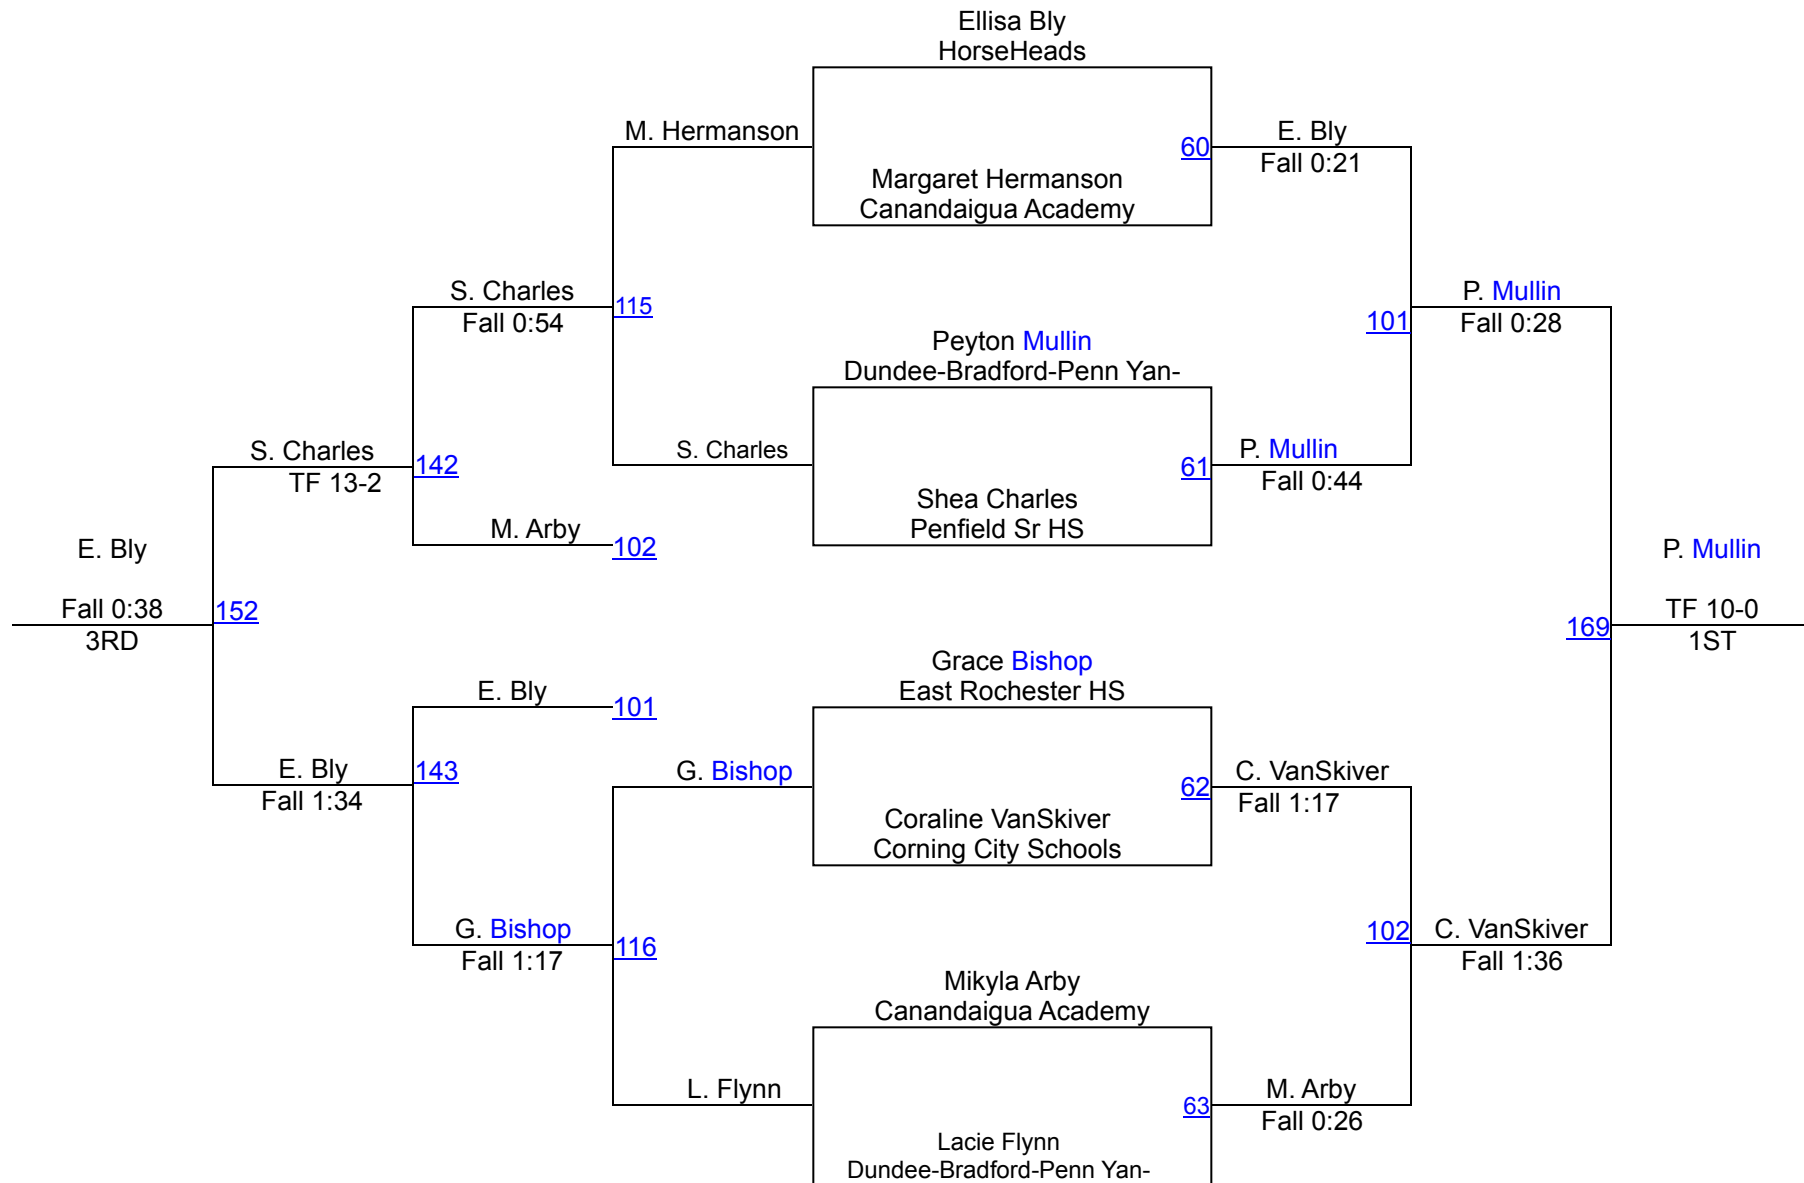 Ellisa Bly
HorseHeads
M. Hermanson
60
E. Bly
Fall 0:21
Margaret Hermanson
Canandaigua Academy
S. Charles
Fall 0:54
115
P. Mullin
Fall 0:28
101
Peyton Mullin
Dundee-Bradford-Penn Yan-
S. Charles
TF 13-2
142
S. Charles
61
P. Mullin
Fall 0:44
Shea Charles
Penfield Sr HS
M. Arby
102
E. Bly
Fall 0:38
3RD
152
P. Mullin
TF 10-0
1ST
169
Grace Bishop
East Rochester HS
E. Bly
101
E. Bly
Fall 1:34
143
G. Bishop
62
C. VanSkiver
Fall 1:17
Coraline VanSkiver
Corning City Schools
G. Bishop
Fall 1:17
116
102
C. VanSkiver
Fall 1:36
Mikyla Arby
Canandaigua Academy
L. Flynn
63
M. Arby
Fall 0:26
Lacie Flynn
Dundee-Bradford-Penn Yan-